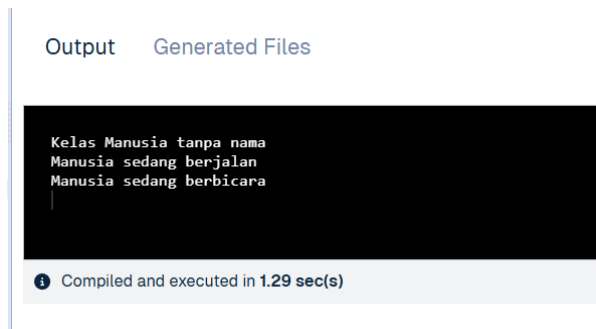 Output Generated Files
Kelas Manusia tanpa nama
Manusia sedang berjalan
Manusia sedang berbicara
Compiled and executed in 1.29 sec(s)